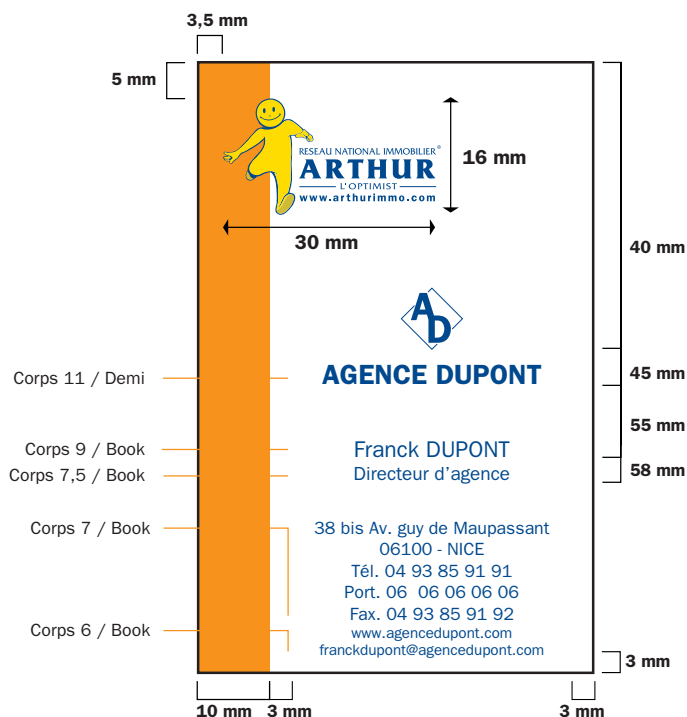 3,5 mm
5 mm
RESEAU NATIONAL IMMOBILIER®
ARTHUR
L'OPTIMIST
www.arthurimmo.com
16 mm
30 mm
40 mm
AD
Corps 11 / Demi
AGENCE DUPONT
45 mm
55 mm
Corps 9 / Book
Franck DUPONT
Corps 7,5 / Book
Directeur d'agence
58 mm
Corps 7 / Book
38 bis Av. guy de Maupassant
06100 - NICE
Tél. 04 93 85 91 91
Port. 06  06 06 06 06
Fax. 04 93 85 91 92
Corps 6 / Book
www.agencedupont.com
franckdupont@agencedupont.com
3 mm
10 mm
3 mm
3 mm